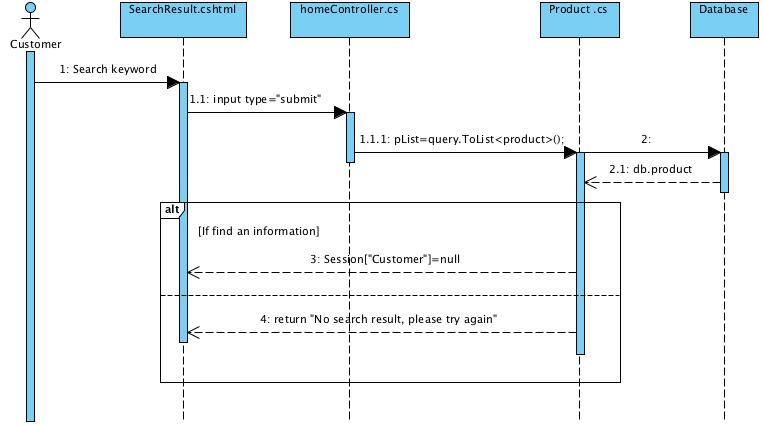 SearchResult.cshtml
homeController.cs
Product .cs
Database
Customer
1: Search keyword
1.1: input type="submit"
1.1.1: pList=query.ToList<product>();
2:
2.1: db.product
alt
[If find an information]
3: Session["Customer"]=null
4: return "No search result, please try again"